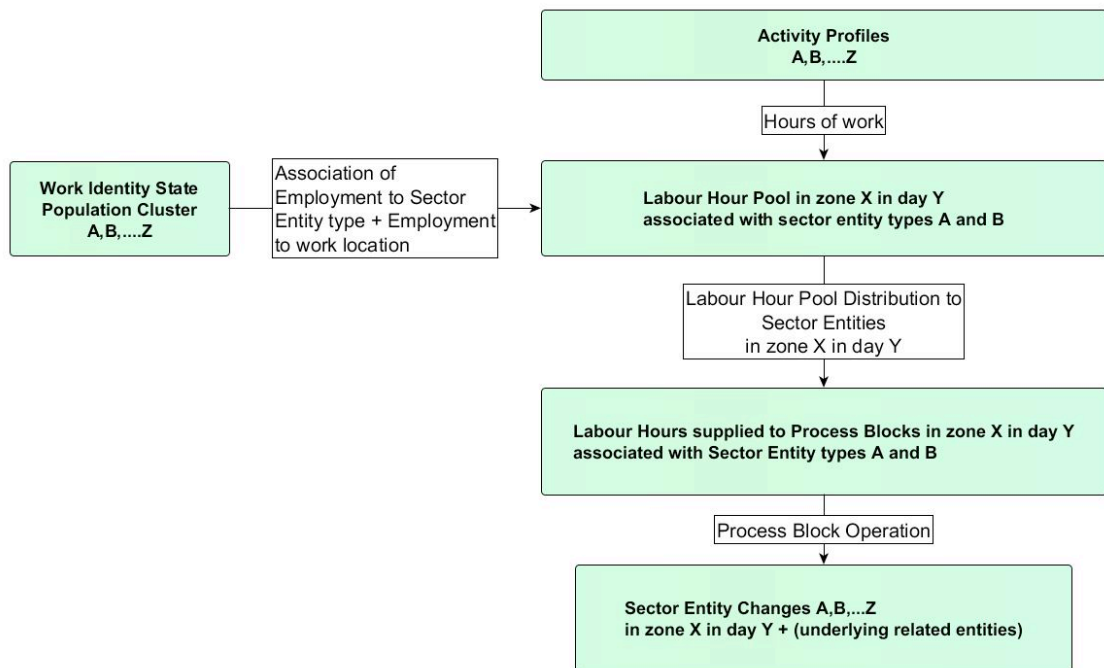 Activity Profiles
A,B,....Z
Hours of work
Work Identity State
Population Cluster
A,B,....Z
Association of
Employment to Sector
Entity type + Employment
to work location
Labour Hour Pool in zone X in day Y
associated with sector entity types A and B
Labour Hour Pool Distribution to
Sector Entities
in zone X in day Y
Labour Hours supplied to Process Blocks in zone X in day Y
associated with Sector Entity types A and B
Process Block Operation
Sector Entity Changes A,B,...Z
in zone X in day Y + (underlying related entities)